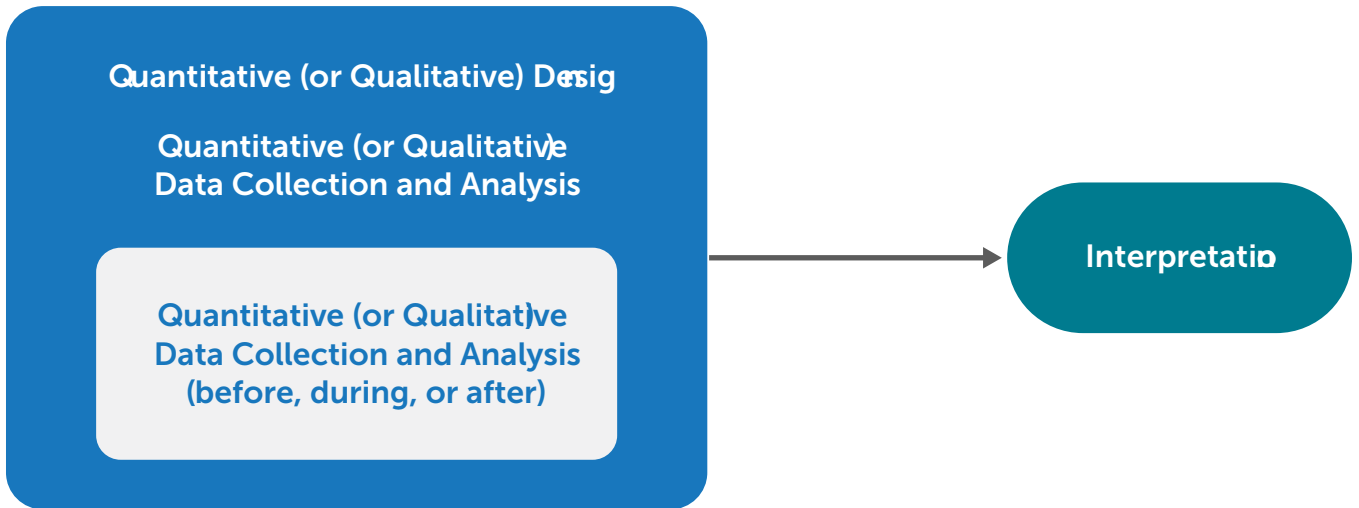 Quantitative (or Qualitative) Design
Quantitative (or Qualitative)
Data Collection and Analysis
Quantitative (or Qualitative)
Data Collection and Analysis
(before, during, or after)
Interpretation